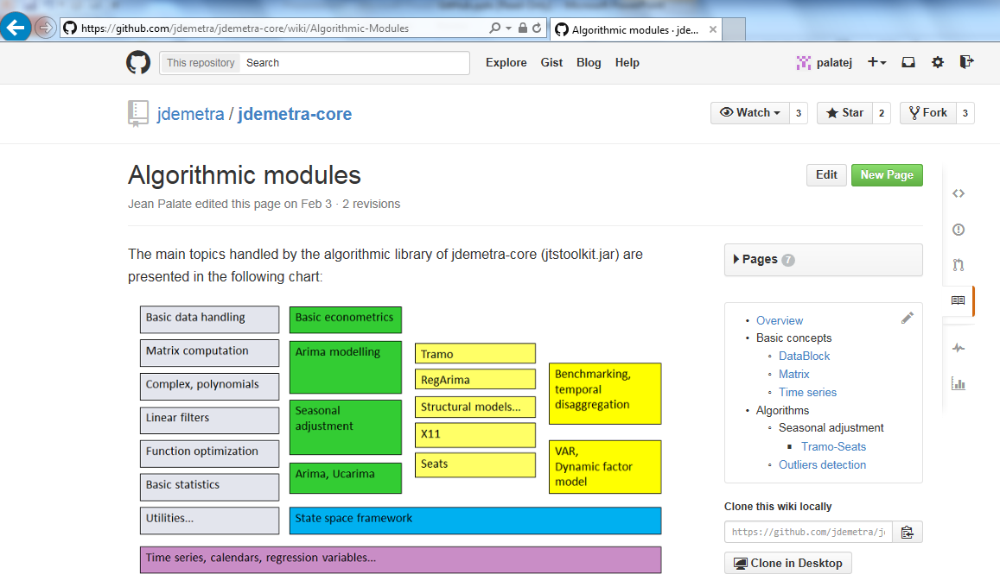 https://github.com/jdemetra/jdemetra-core/wiki/Algorithmic-Modules
Algorithmic modules · jde...
This repository
Search
Explore
Gist
Blog
Help
palatej
jdemetra / jdemetra-core
Watch
3
Star
2
Fork
3
Algorithmic modules
Edit
New Page
Jean Palate edited this page on Feb 3 · 2 revisions
The main topics handled by the algorithmic library of jdemetra-core (jtstoolkit.jar) are
presented in the following chart:
Basic data handling
Matrix computation
Complex, polynomials
Linear filters
Function optimization
Basic statistics
Utilities...
Basic econometrics
Arima modelling
Seasonal
adjustment
Arima, Ucarima
Tramo
RegArima
Structural models...
X11
Seats
Benchmarking,
temporal
disaggregation
VAR,
Dynamic factor
model
State space framework
Time series, calendars, regression variables...
Pages 7
• Overview
• Basic concepts
◦ DataBlock
◦ Matrix
◦ Time series
• Algorithms
◦ Seasonal adjustment
▪ Tramo-Seats
◦ Outliers detection
Clone this wiki locally
https://github.com/jdemetra/j
Clone in Desktop